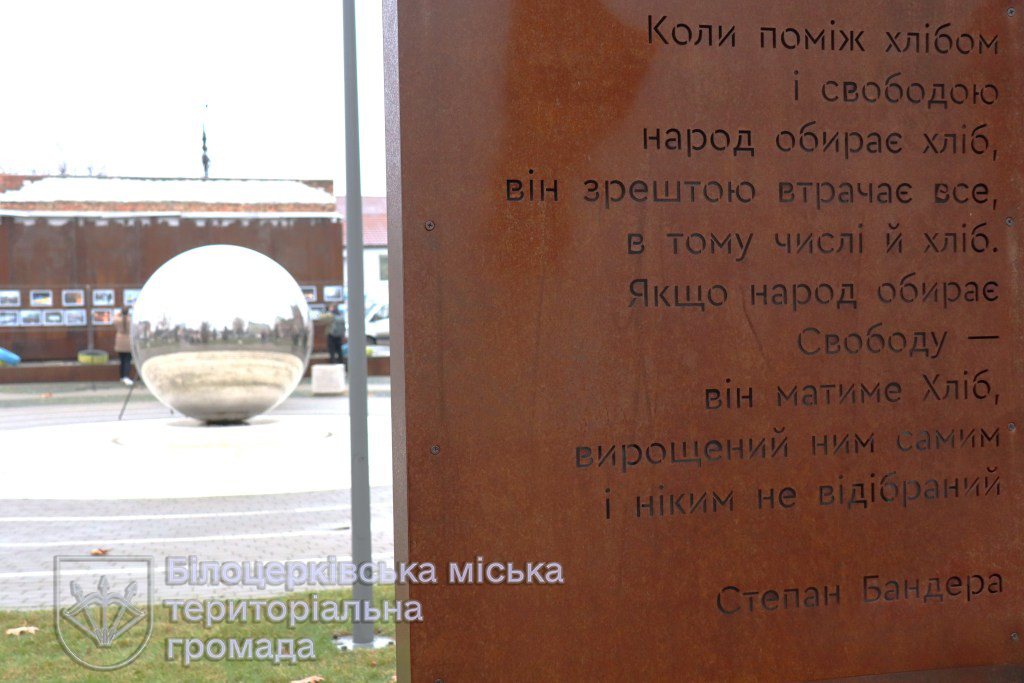 Коли поміж хлібом
і свободою
народ обирає хліб,
він зрештою втрачає все,
в тому числі й хліб.
Якщо народ обирає
Свободу —
він матиме Хліб,
вирощений ним самим
і ніким не відібраний
Степан Бандера
Білоцерківська міська
територіальна
громада